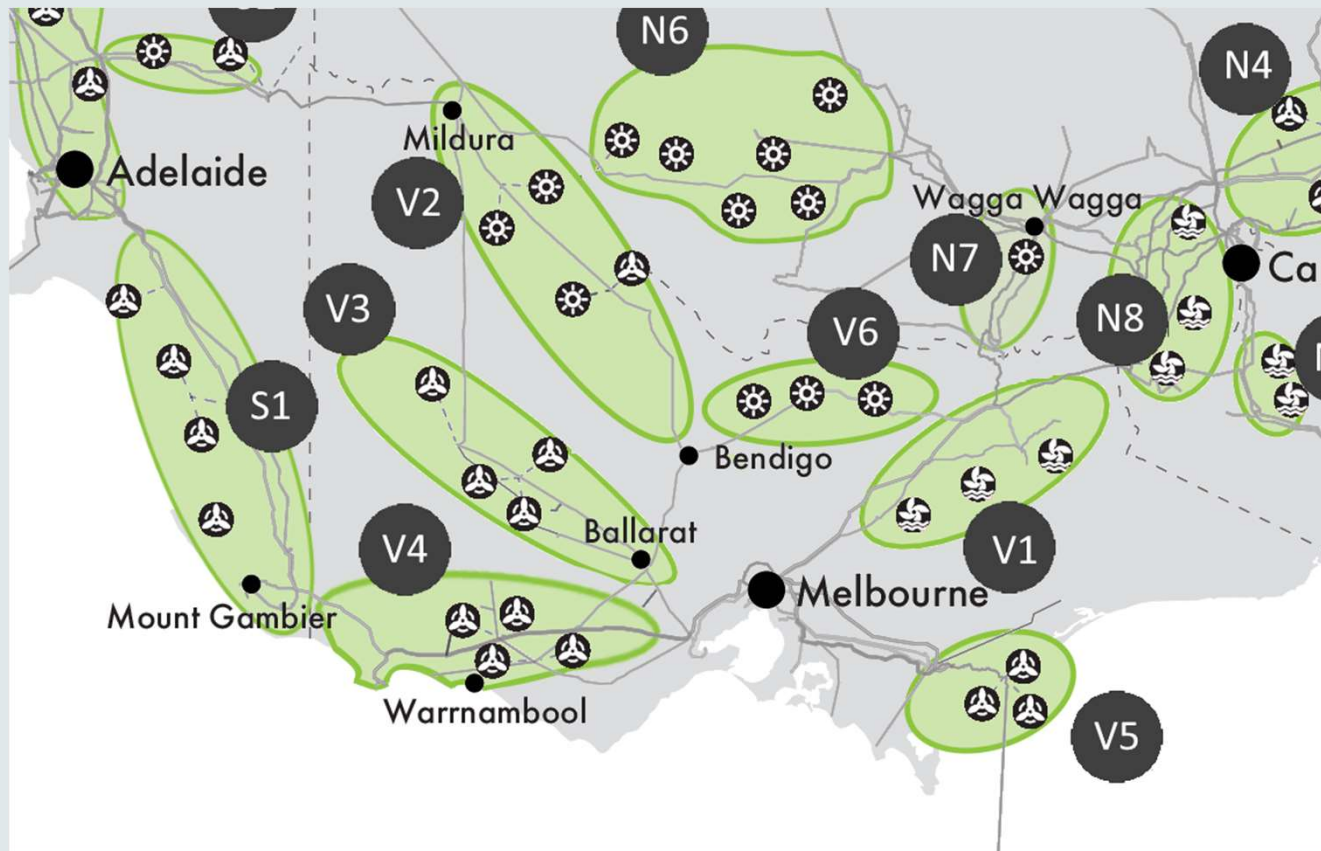 N6
N4
Mildura
Adelaide
V2
Wagga Wagga
N7
Ca
V3
N8
V6
S1
Bendigo
Ballarat
V4
V1
Melbourne
Mount Gambier
Warrnambool
V5